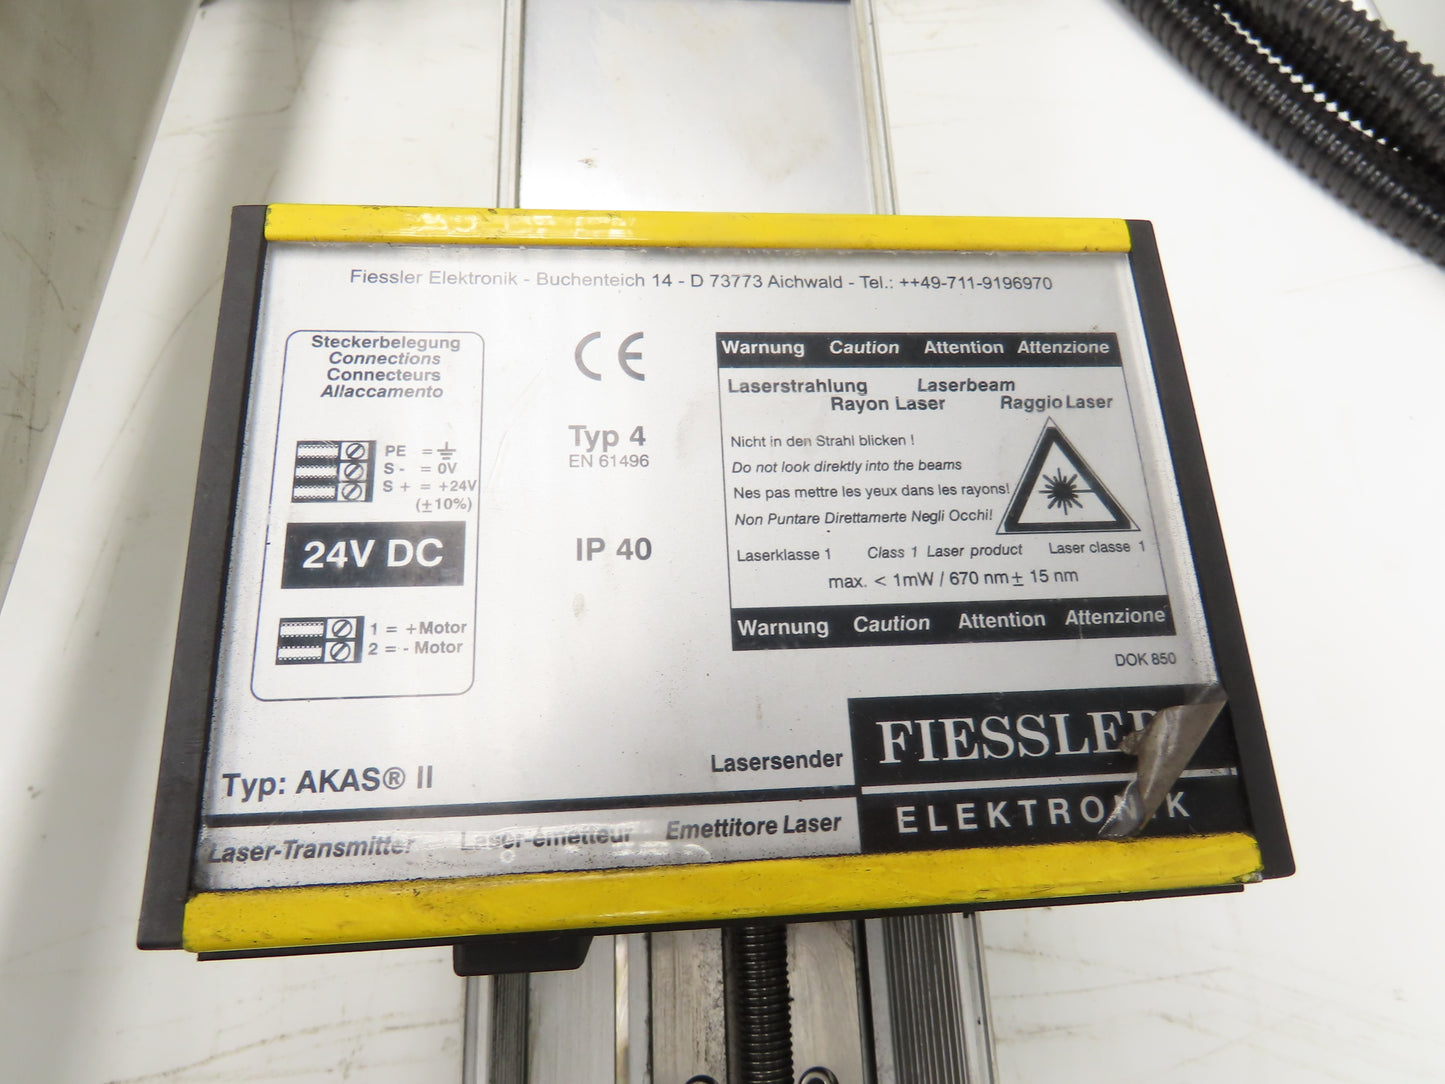 Fiessler Elektronik - Buchenteich 14 - D 73773 Aichwald - Tel.: ++49-711-9196970
Steckerbelegung
Connections
Connecteurs
Allaccamento
PE =
S - = 0V
S + = +24V
(±10%)
24V DC
1 = +Motor
2 = - Motor
CE
Typ 4
EN 61496
IP 40
Warnung Caution Attention Attenzione
Laserstrahlung Laserbeam
Rayon Laser Raggio Laser
Nicht in den Strahl blicken !
Do not look direktly into the beams
Nes pas mettre les yeux dans les rayons!
Non Puntare Direttamerte Negli Occhi!
Laserklasse 1 Class 1 Laser product Laser classe 1
max. < 1mW / 670 nm ± 15 nm
Warnung Caution Attention Attenzione
DOK 850
Typ: AKAS® II
Lasersender
Laser-Transmitter Laser-émetteur Emettitore Laser
FIESSLER
ELEKTRONIK